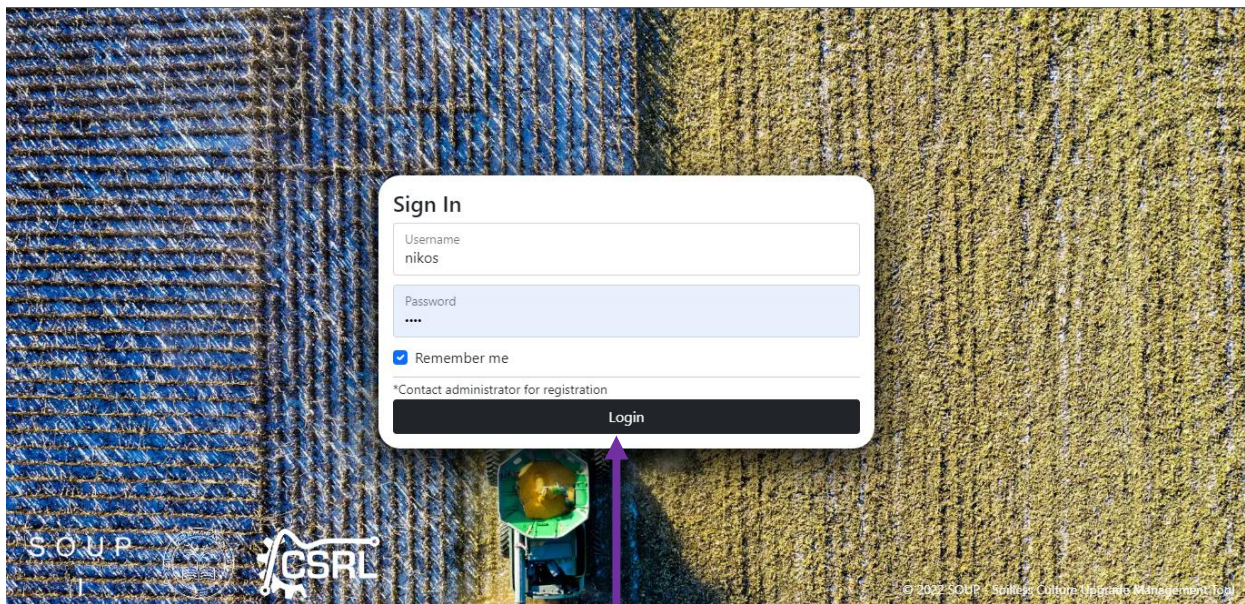 Sign In
Username
nikos
Password
••••
Remember me
*Contact administrator for registration
Login
SOUP
CSRL
© 2022 SOUP - Soilless Culture Upgrade Management Tool